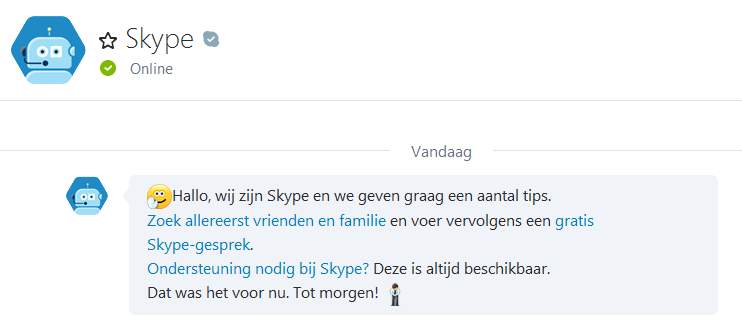 Skype
Online
Vandaag
Hallo, wij zijn Skype en we geven graag een aantal tips.
Zoek allereerst vrienden en familie en voer vervolgens een gratis
Skype-gesprek.
Ondersteuning nodig bij Skype? Deze is altijd beschikbaar.
Dat was het voor nu. Tot morgen!